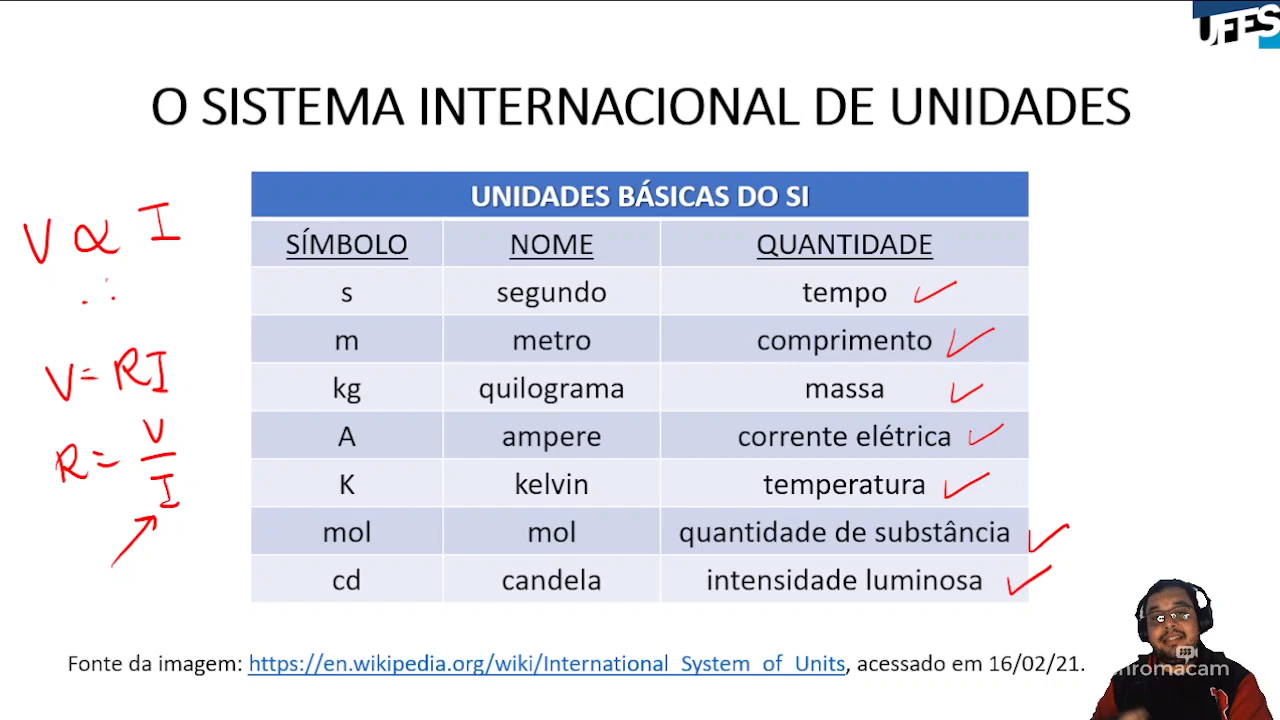 UFES
O SISTEMA INTERNACIONAL DE UNIDADES
UNIDADES BÁSICAS DO SI
SÍMBOLO NOME QUANTIDADE
s segundo tempo
m metro comprimento
kg quilograma massa
A ampere corrente elétrica
K kelvin temperatura
mol mol quantidade de substância
cd candela intensidade luminosa
V ∝ I
∴
V = RI
R = V/I
Fonte da imagem: https://en.wikipedia.org/wiki/International_System_of_Units, acessado em 16/02/21.
hromacam